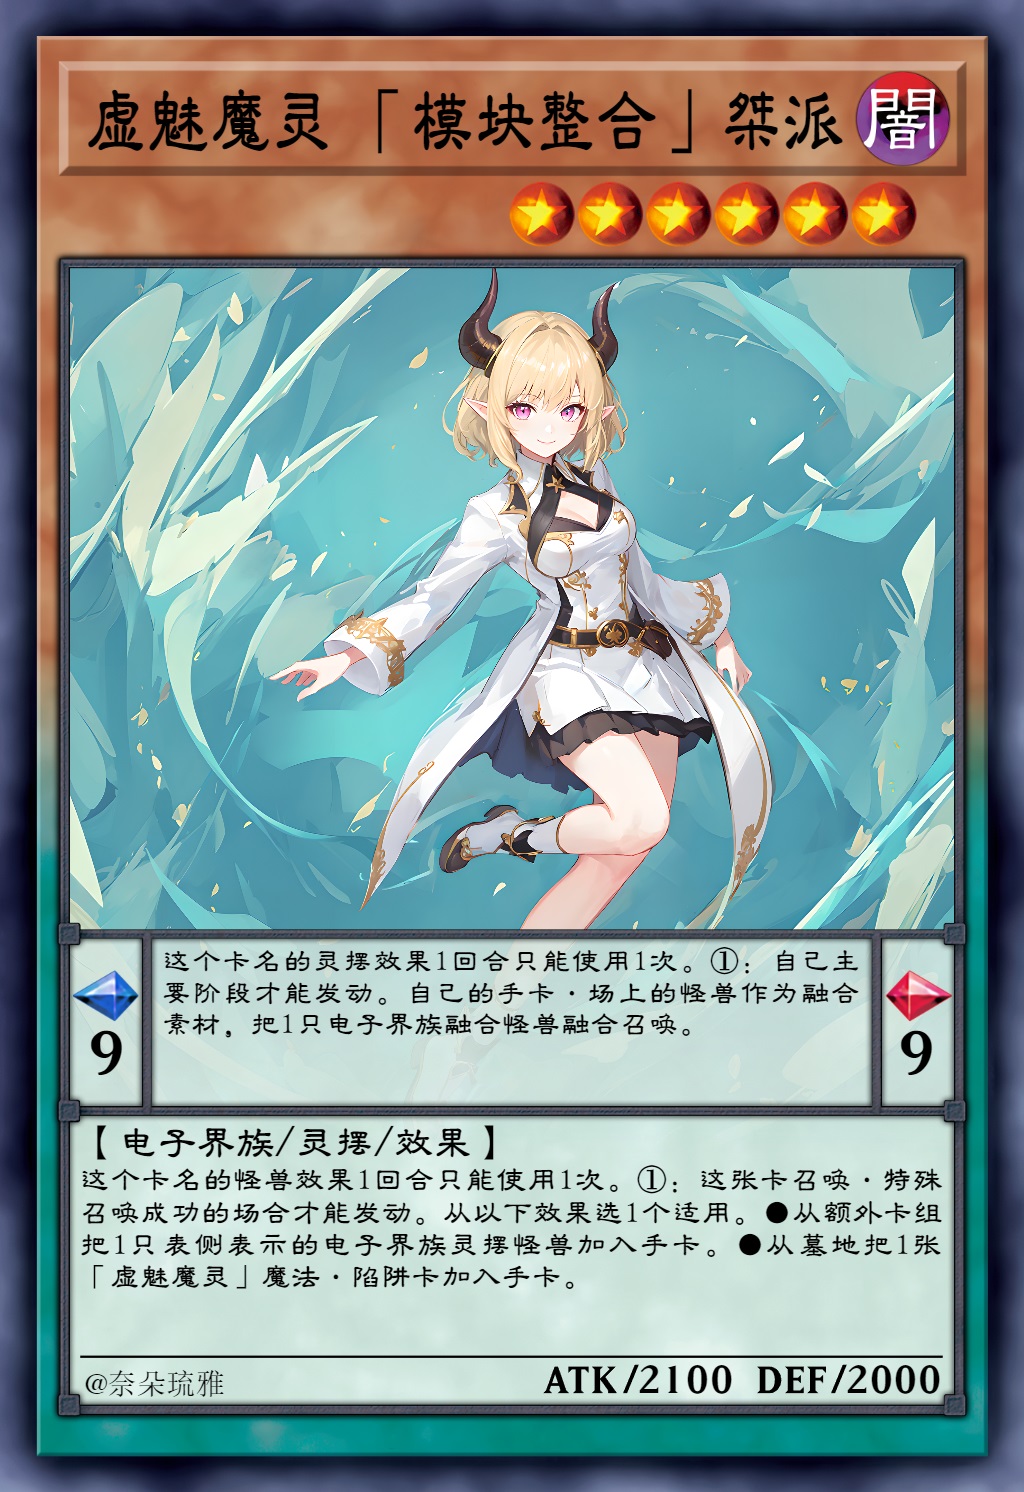 虚魅魔灵「模块整合」桀派 闇
这个卡名的灵摆效果1回合只能使用1次。①：自己主
要阶段才能发动。自己的手卡·场上的怪兽作为融合
素材，把1只电子界族融合怪兽融合召唤。
9
9
【电子界族/灵摆/效果】
这个卡名的怪兽效果1回合只能使用1次。①：这张卡召唤·特殊
召唤成功的场合才能发动。从以下效果选1个适用。●从额外卡组
把1只表侧表示的电子界族灵摆怪兽加入手卡。●从墓地把1张
「虚魅魔灵」魔法·陷阱卡加入手卡。
@奈朵琉雅
ATK/2100 DEF/2000